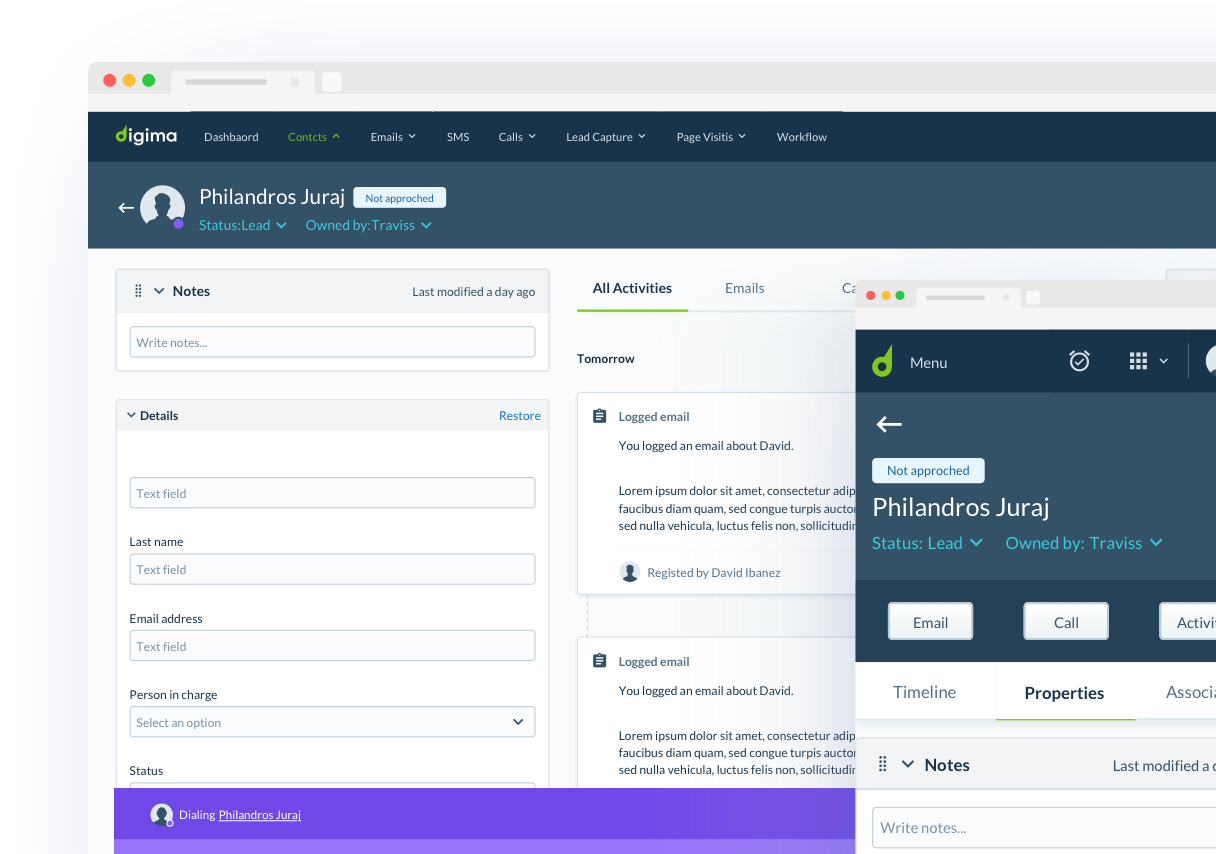 digima
Dashbaord
Contcts
Emails
SMS
Calls
Lead Capture
Page Visitis
Workflow
Philandros Juraj
Not approched
Status:Lead
Owned by:Traviss
Notes
Last modified a day ago
Write notes...
Details
Restore
Text field
Last name
Text field
Email address
Text field
Person in charge
Select an option
Status
Dialing Philandros Juraj
All Activities
Emails
Ca
Tomorrow
Logged email
You logged an email about David.
Lorem ipsum dolor sit amet, consectetur adip
faucibus diam quam, sed congue turpis auctor
sed nulla vehicula, luctus felis non, sollicitudin
Registed by David Ibanez
Logged email
You logged an email about David.
Lorem ipsum dolor sit amet, consectetur adip
faucibus diam quam, sed congue turpis auctor
sed nulla vehicula, luctus felis non, sollicitudin
Menu
Not approched
Philandros Juraj
Status: Lead
Owned by: Traviss
Email
Call
Activi
Timeline
Properties
Associa
Notes
Last modified a d
Write notes...